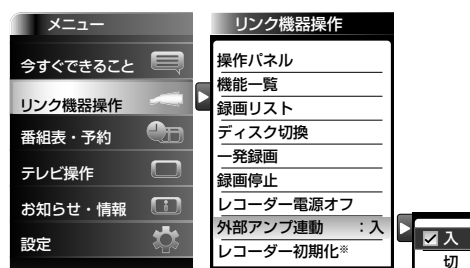 メニュー
今すぐできること
リンク機器操作
番組表・予約
テレビ操作
お知らせ・情報
設定
リンク機器操作
操作パネル
機能一覧
録画リスト
ディスク切換
一発録画
録画停止
レコーダー電源オフ
外部アンプ連動 :入
レコーダー初期化※
入
切